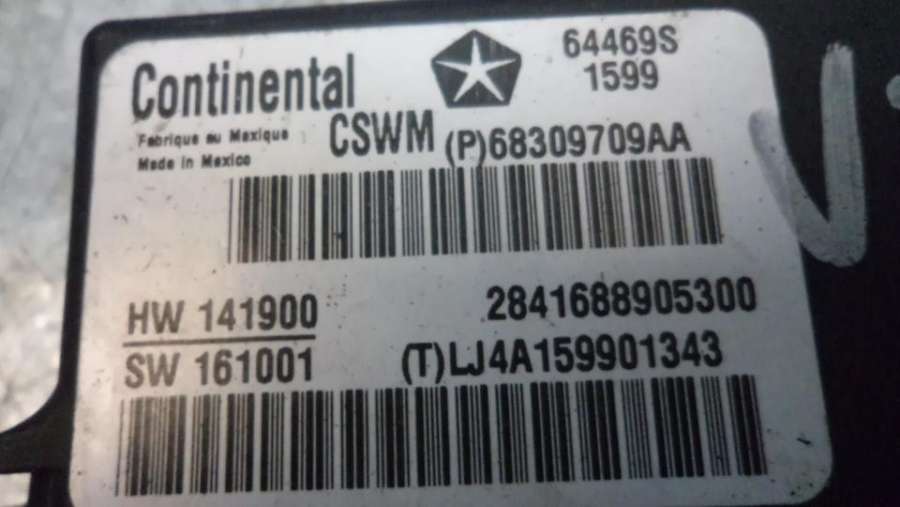 Continental
64469S
1599
Fabrique au Mexique
Made in Mexico
CSWM (P)68309709AA
HW 141900
2841688905300
SW 161001
(T)LJ4A159901343